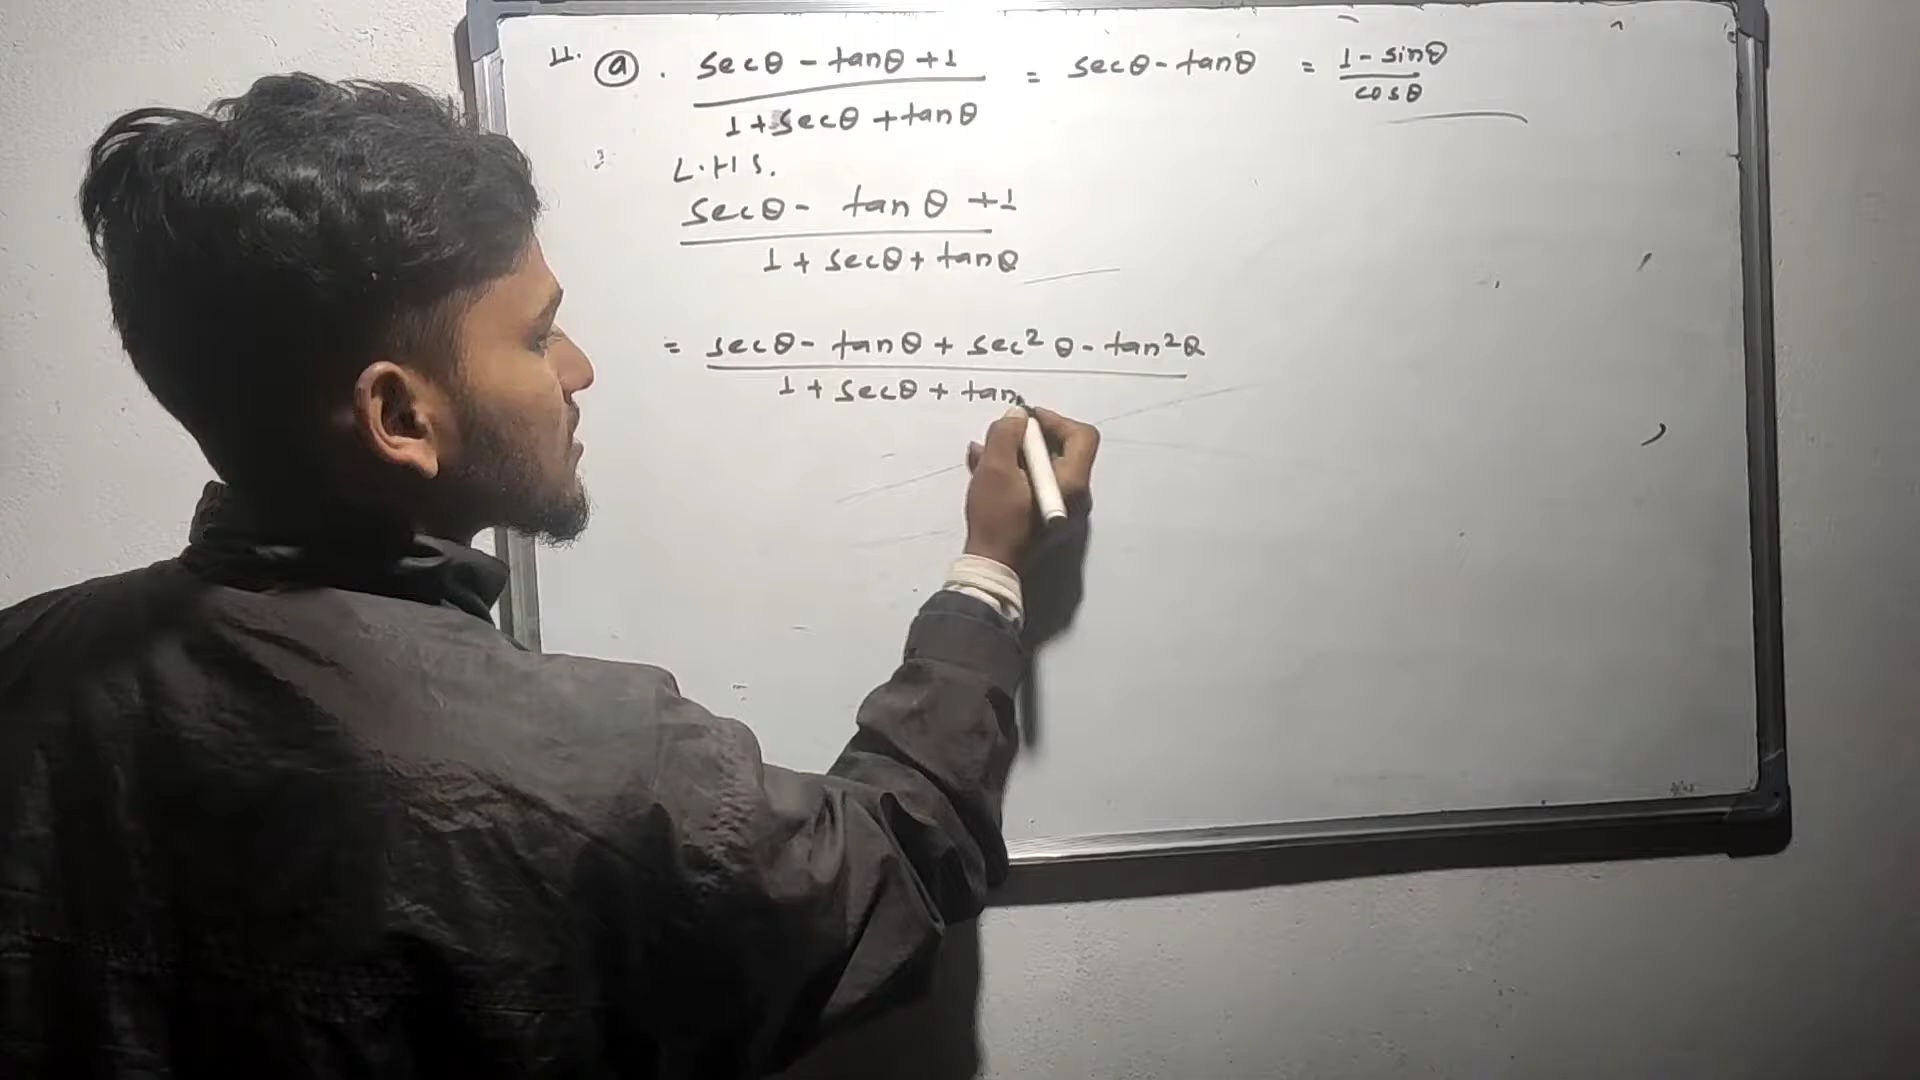 11. ⓐ. secθ - tanθ + 1 / 1 + secθ + tanθ = secθ - tanθ = 1 - sinθ / cosθ
L.H.S.
secθ - tanθ + 1
1 + secθ + tanθ
= secθ - tanθ + sec²θ - tan²θ
1 + secθ + tan